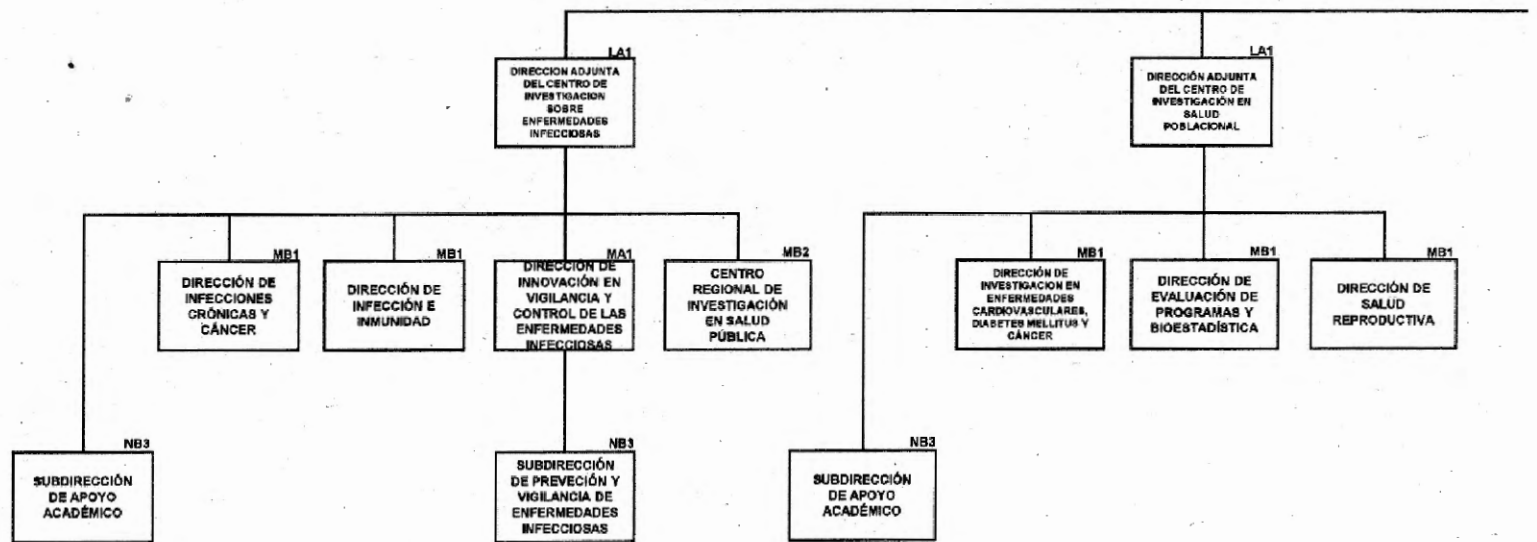 LA1
DIRECCION ADJUNTA
DEL CENTRO DE
INVESTIGACION
SOBRE
ENFERMEDADES
INFECCIOSAS
LA1
DIRECCIÓN ADJUNTA
DEL CENTRO DE
INVESTIGACIÓN EN
SALUD
POBLACIONAL
MB1
DIRECCIÓN DE
INFECCIONES
CRÓNICAS Y
CÁNCER
MB1
DIRECCIÓN DE
INFECCIÓN E
INMUNIDAD
MA1
DIRECCIÓN DE
INNOVACIÓN EN
VIGILANCIA Y
CONTROL DE LAS
ENFERMEDADES
INFECCIOSAS
MB2
CENTRO
REGIONAL DE
INVESTIGACIÓN
EN SALUD
PÚBLICA
MB1
DIRECCIÓN DE
INVESTIGACION EN
ENFERMEDADES
CARDIOVASCULARES,
DIABETES MELLITUS Y
CÁNCER
MB1
DIRECCIÓN DE
EVALUACIÓN DE
PROGRAMAS Y
BIOESTADÍSTICA
MB1
DIRECCIÓN DE
SALUD
REPRODUCTIVA
NB3
SUBDIRECCIÓN
DE APOYO
ACADÉMICO
NB3
SUBDIRECCIÓN
DE PREVECIÓN Y
VIGILANCIA DE
ENFERMEDADES
INFECCIOSAS
NB3
SUBDIRECCIÓN
DE APOYO
ACADÉMICO